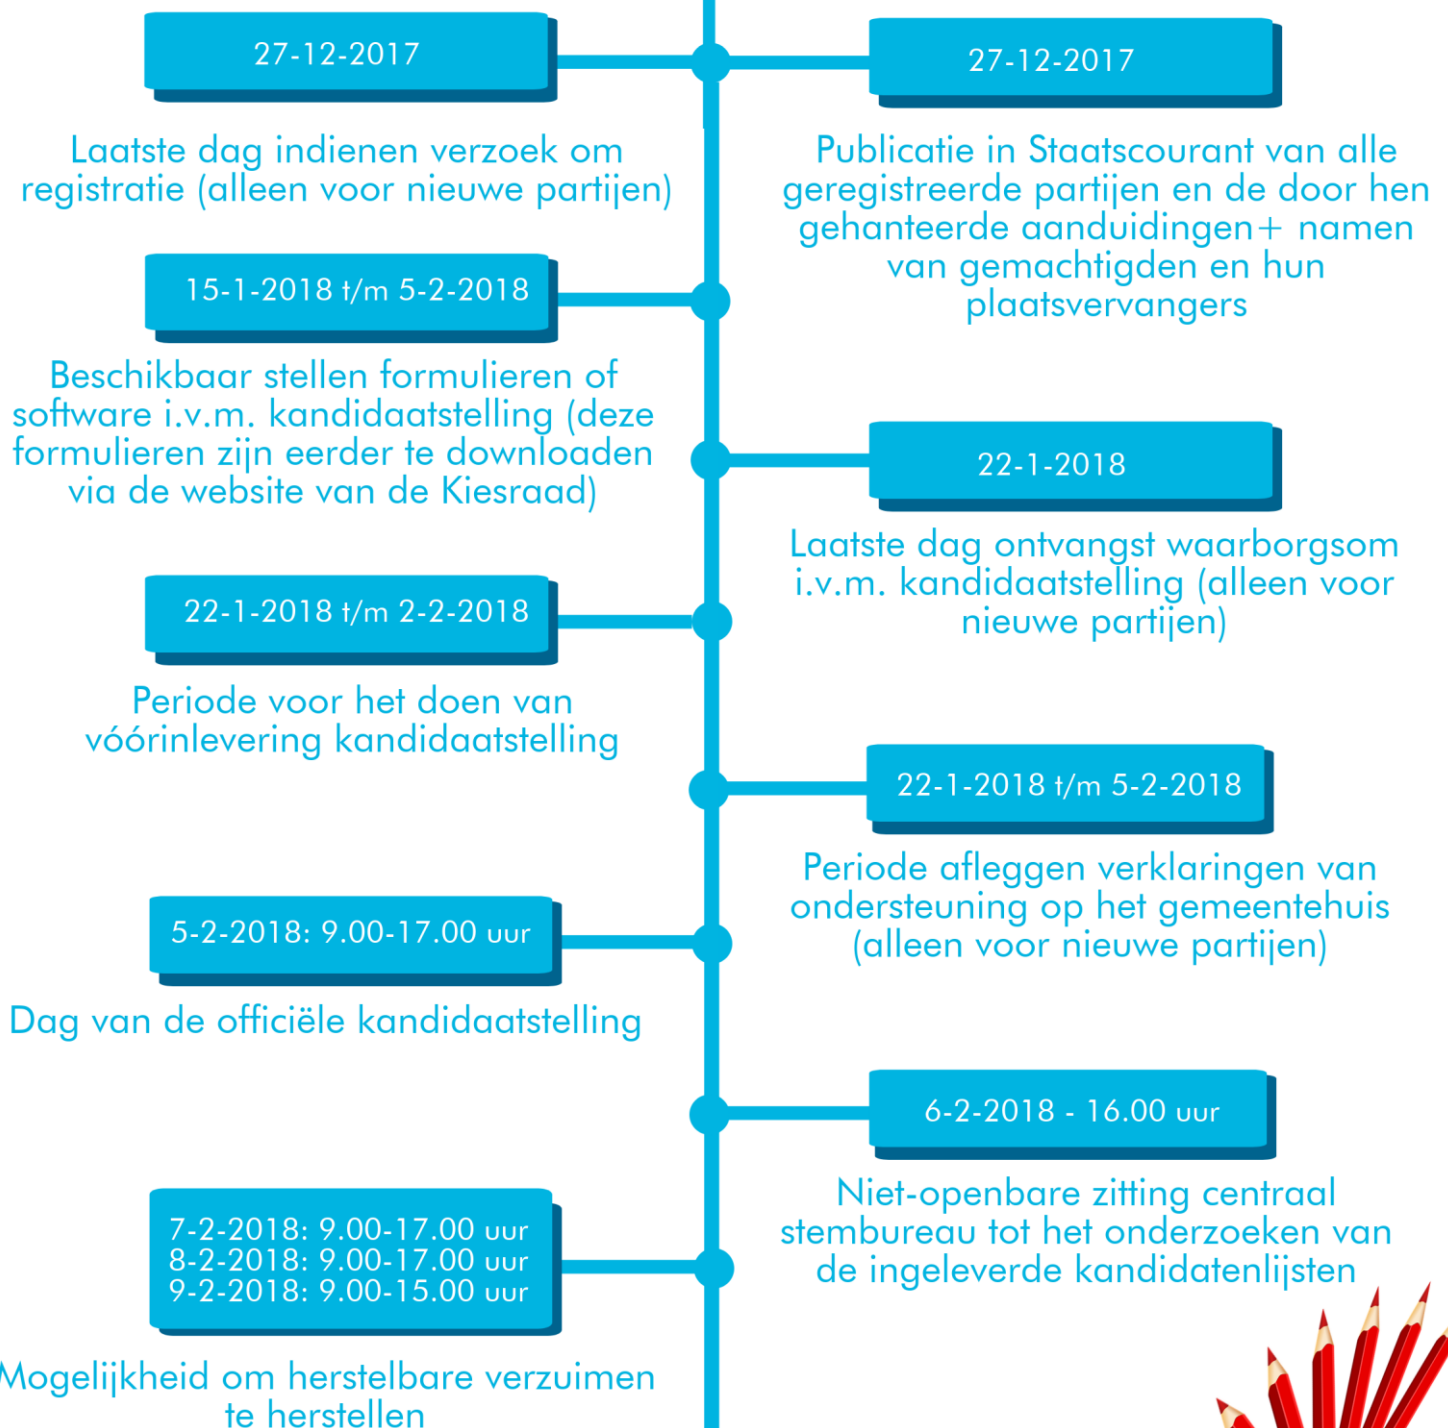 27-12-2017
Laatste dag indienen verzoek om
registratie (alleen voor nieuwe partijen)
27-12-2017
Publicatie in Staatscourant van alle
geregistreerde partijen en de door hen
gehanteerde aanduidingen+ namen
van gemachtigden en hun
plaatsvervangers
15-1-2018 t/m 5-2-2018
Beschikbaar stellen formulieren of
software i.v.m. kandidaatstelling (deze
formulieren zijn eerder te downloaden
via de website van de Kiesraad)
22-1-2018
Laatste dag ontvangst waarborgsom
i.v.m. kandidaatstelling (alleen voor
nieuwe partijen)
22-1-2018 t/m 2-2-2018
Periode voor het doen van
vóórinlevering kandidaatstelling
22-1-2018 t/m 5-2-2018
Periode afleggen verklaringen van
ondersteuning op het gemeentehuis
(alleen voor nieuwe partijen)
5-2-2018: 9.00-17.00 uur
Dag van de officiële kandidaatstelling
6-2-2018 - 16.00 uur
Niet-openbare zitting centraal
stembureau tot het onderzoeken van
de ingeleverde kandidatenlijsten
7-2-2018: 9.00-17.00 uur
8-2-2018: 9.00-17.00 uur
9-2-2018: 9.00-15.00 uur
Mogelijkheid om herstelbare verzuimen
te herstellen